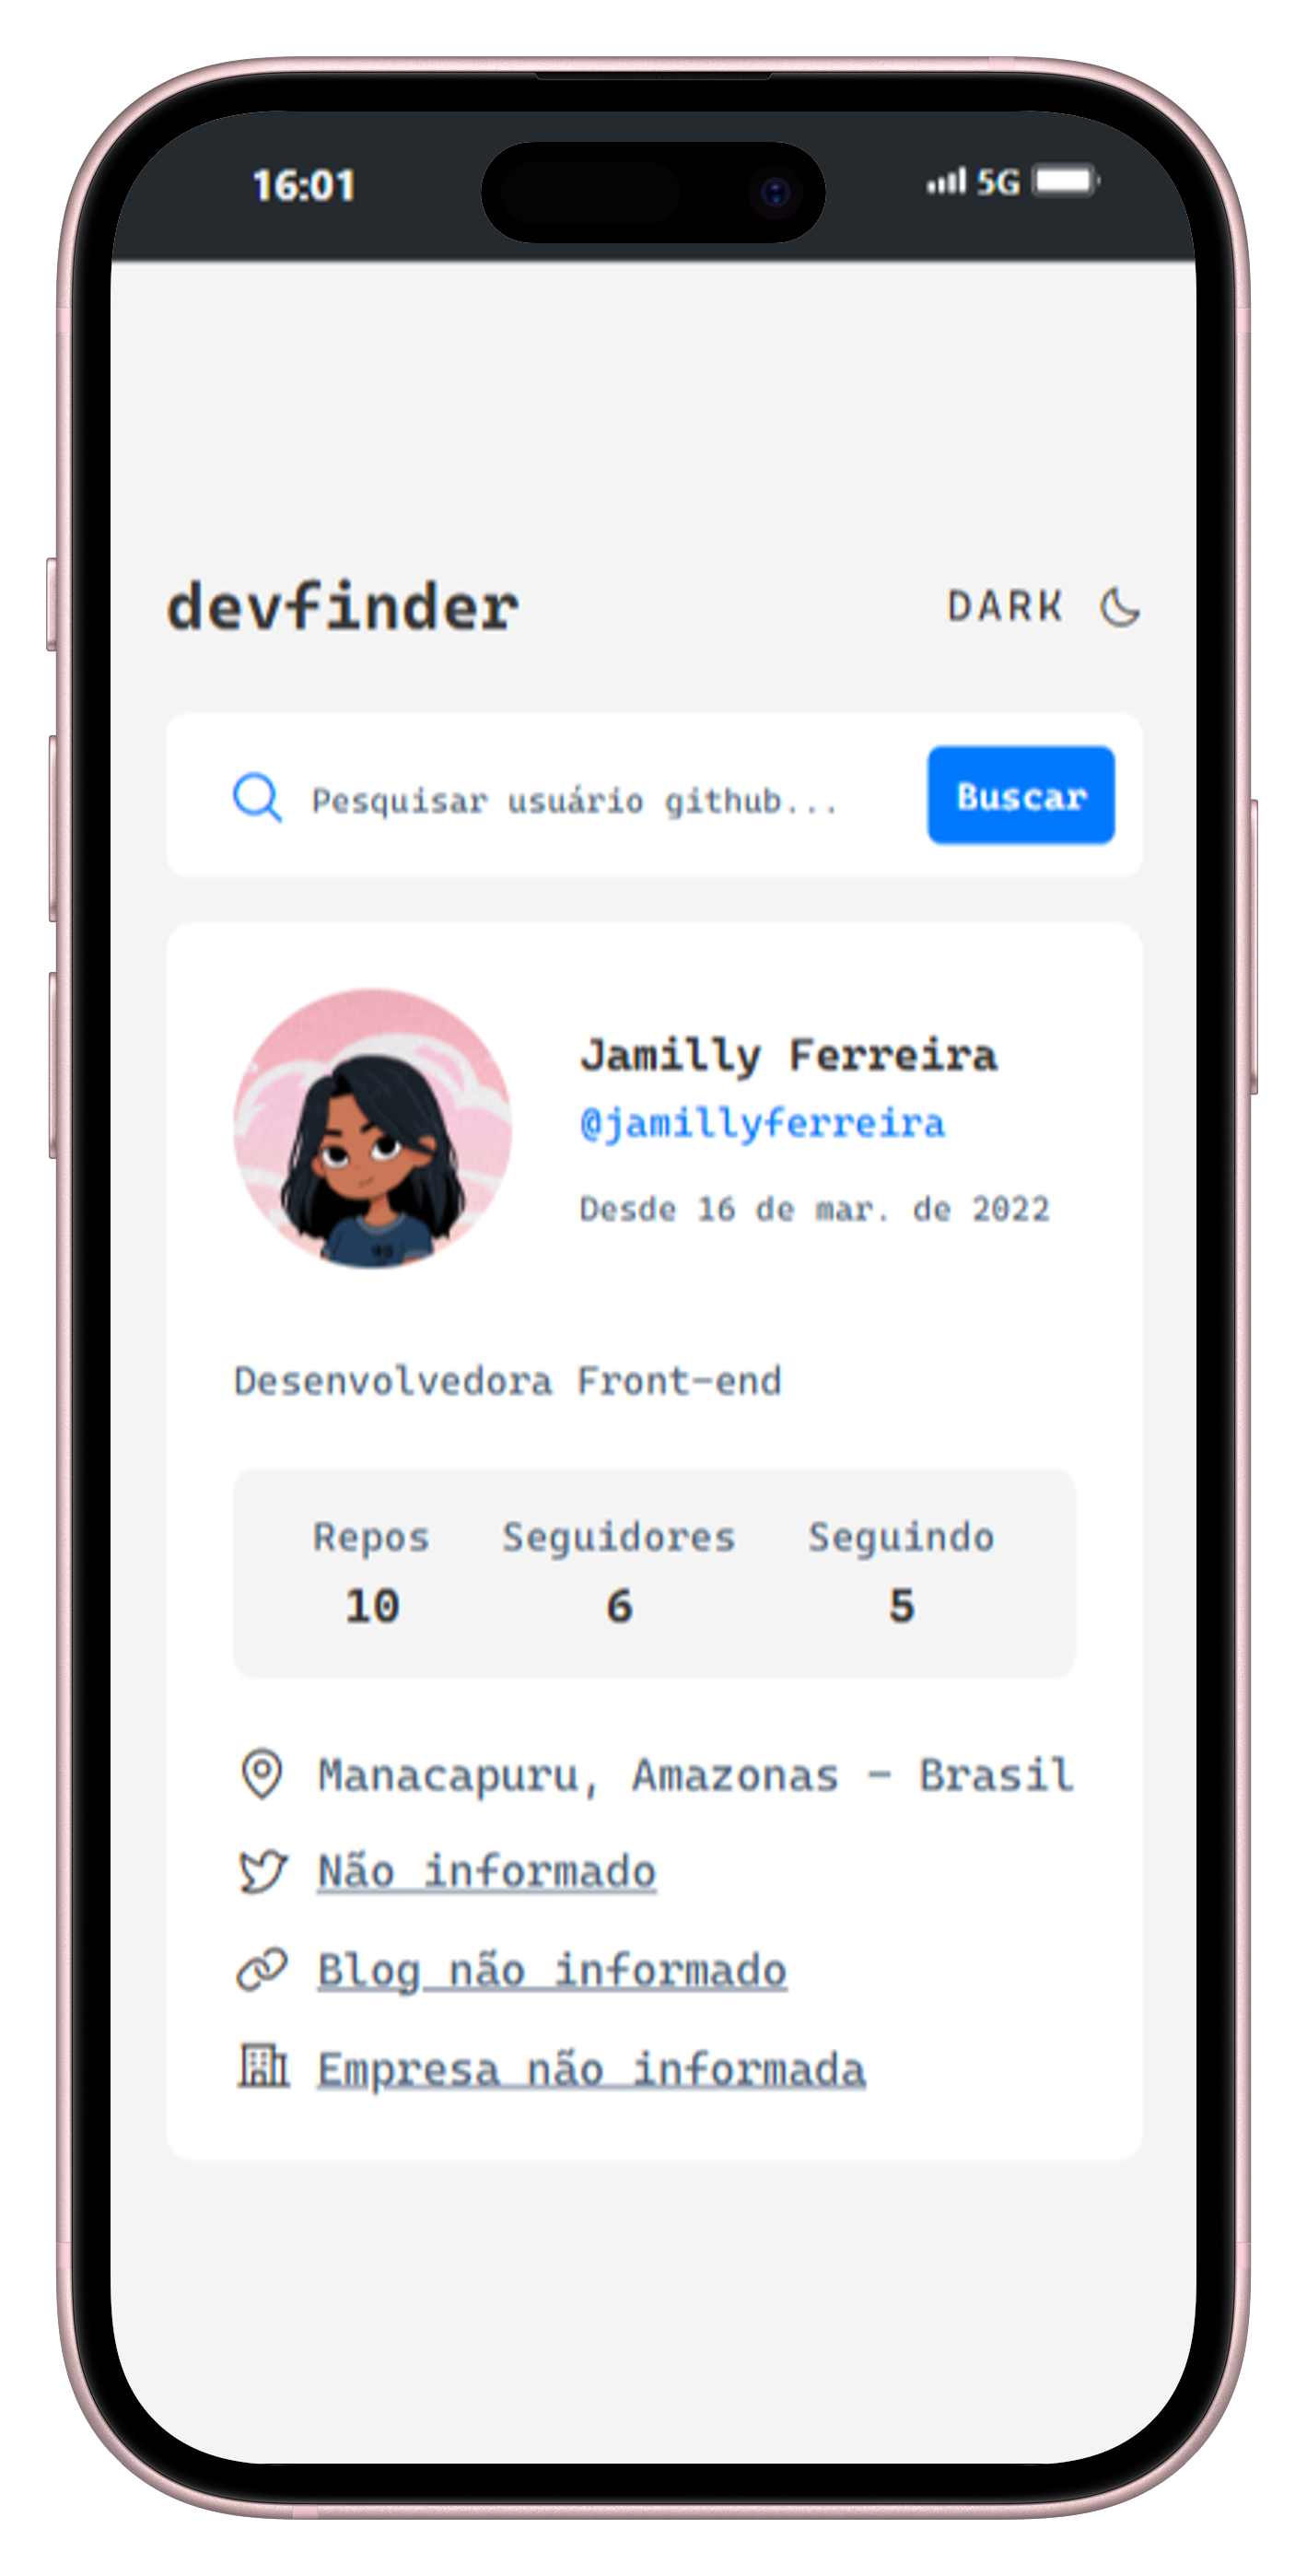 16:01 5G
devfinder DARK
Pesquisar usuário github... Buscar
Jamilly Ferreira
@jamillyferreira
Desde 16 de mar. de 2022
Desenvolvedora Front-end
Repos Seguidores Seguindo
10 6 5
Manacapuru, Amazonas - Brasil
Não informado
Blog não informado
Empresa não informada